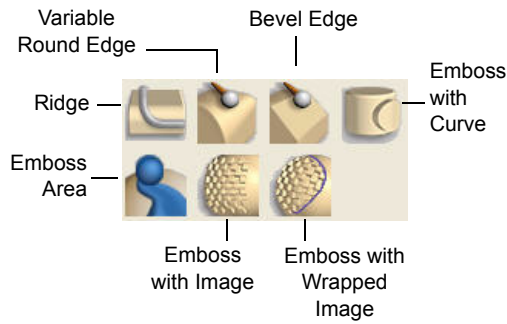 Variable
Round Edge
Bevel Edge
Ridge
Emboss
with
Curve
Emboss
Area
Emboss
with Image
Emboss with
Wrapped
Image